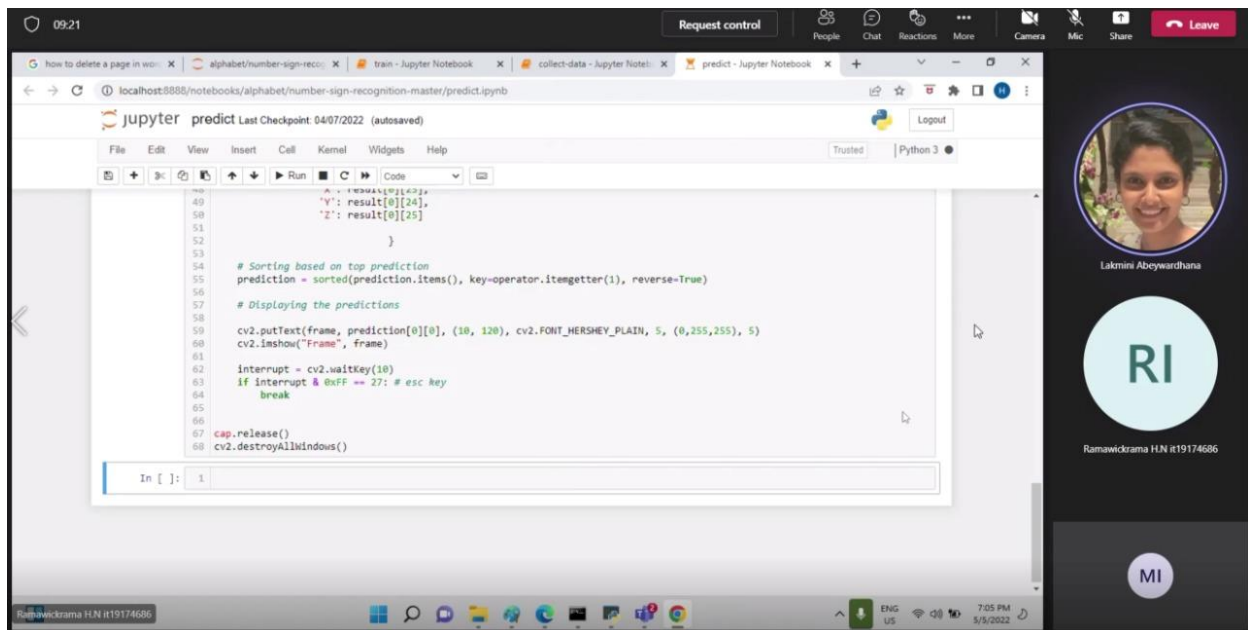 09:21
Request control
People
Chat
Reactions
More
Camera
Mic
Share
Leave
how to delete a page in wor
alphabet/number-sign-recog
train - Jupyter Notebook
collect-data - Jupyter Noteb
predict - Jupyter Notebook
localhost:8888/notebooks/alphabet/number-sign-recognition-master/predict.ipynb
H
jupyter predict Last Checkpoint: 04/07/2022 (autosaved)
Logout
File Edit View Insert Cell Kernel Widgets Help
Trusted
Python 3
Run
Code
48 'X': result[0][23],
49 'Y': result[0][24],
50 'Z': result[0][25]
51
52 }
53
54 # Sorting based on top prediction
55 prediction = sorted(prediction.items(), key=operator.itemgetter(1), reverse=True)
56
57 # Displaying the predictions
58
59 cv2.putText(frame, prediction[0][0], (10, 120), cv2.FONT_HERSHEY_PLAIN, 5, (0,255,255), 5)
60 cv2.imshow("Frame", frame)
61
62 interrupt = cv2.waitKey(10)
63 if interrupt & 0xFF == 27: # esc key
64 break
65
66
67 cap.release()
68 cv2.destroyAllWindows()
In [ ]: 1
Lakmini Abeywardhana
RI
Ramawickrama H.N it19174686
MI
Ramawickrama H.N it19174686
ENG
US
7:05 PM
5/5/2022